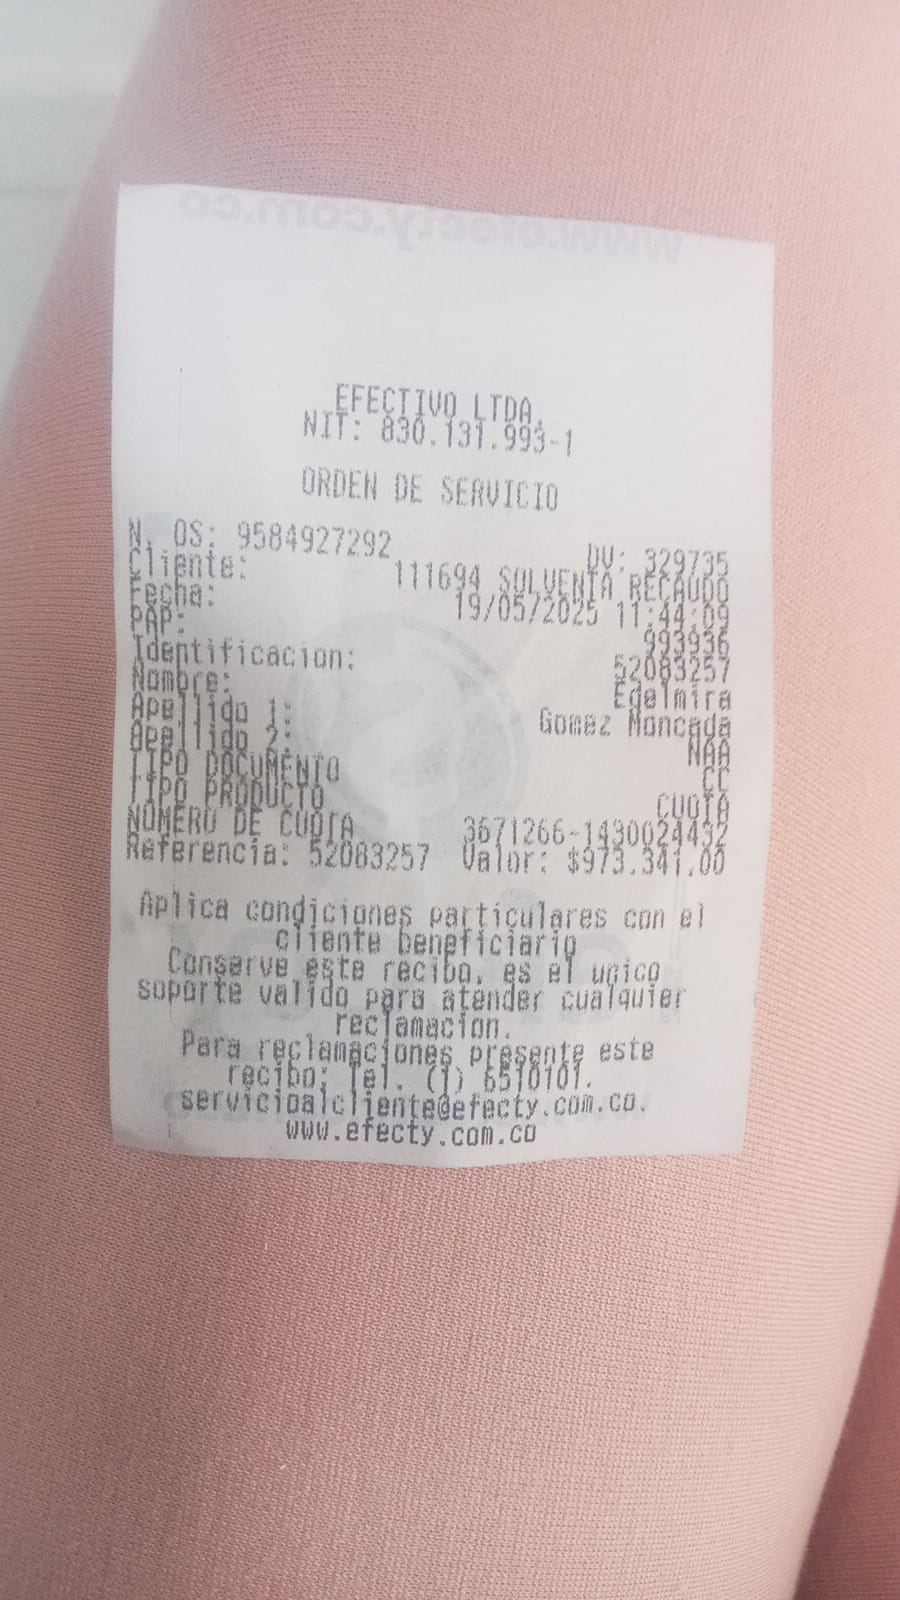 www.efecty.com.co
EFECTIVO LTDA.
NIT: 830.131.993-1
ORDEN DE SERVICIO
N. OS: 9584927292 DV: 329735
Cliente: 111694 SOLVENTA RECAUDO
Fecha: 19/05/2025 11:44:09
PAP: 993936
Identificacion: 52083257
Nombre: Edelmira
Apellido 1: Gomez Moncada
Apellido 2: NAA
TIPO DOCUMENTO CC
TIPO PRODUCTO CUOTA
NUMERO DE CUOTA 3671266-1430024432
Referencia: 52083257 Valor: $973.341,00
Aplica condiciones particulares con el
cliente beneficiario
Conserve este recibo, es el unico
soporte valido para atender cualquier
reclamacion.
Para reclamaciones presente este
recibo: Tel. (1) 6510101.
servicioalcliente@efecty.com.co.
www.efecty.com.co